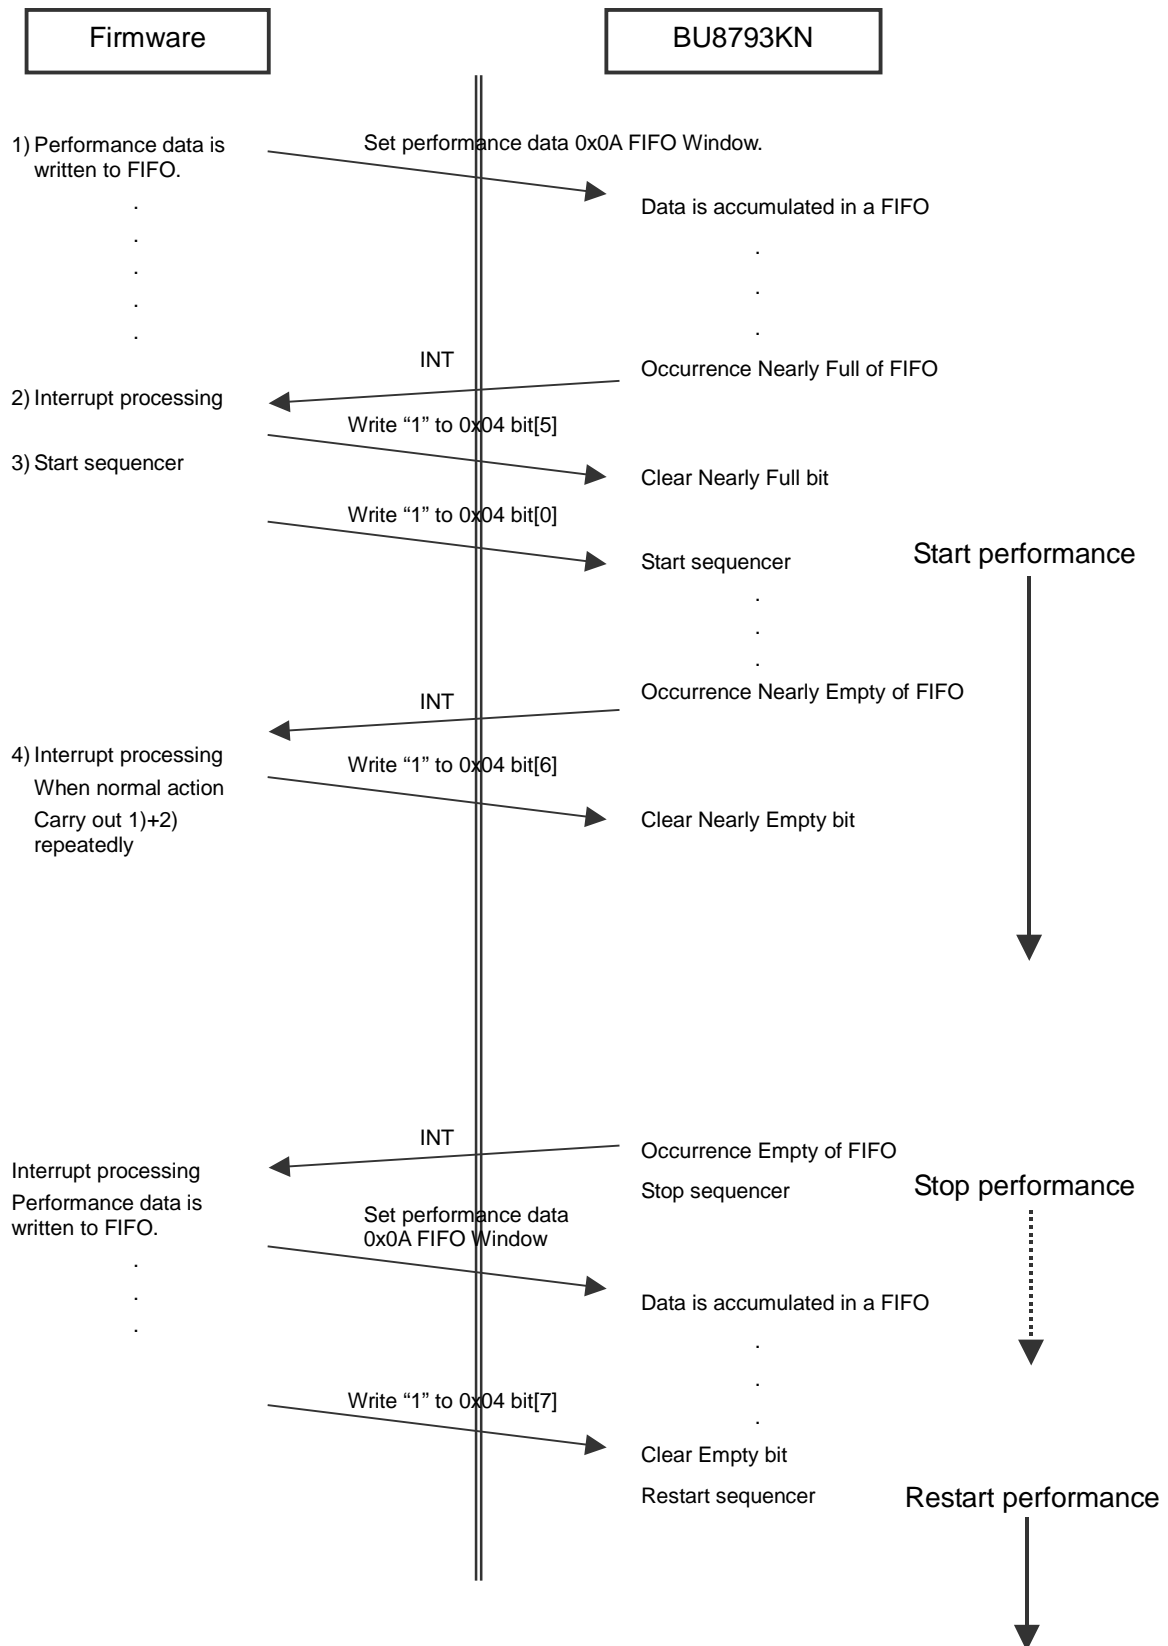 Firmware
BU8793KN
1) Performance data is
written to FIFO.
Set performance data 0x0A FIFO Window.
Data is accumulated in a FIFO
.
.
.
.
.
.
.
.
INT
Occurrence Nearly Full of FIFO
2) Interrupt processing
Write “1” to 0x04 bit[5]
3) Start sequencer
Clear Nearly Full bit
Write “1” to 0x04 bit[0]
Start sequencer
Start performance
.
.
.
INT
Occurrence Nearly Empty of FIFO
4) Interrupt processing
When normal action
Carry out 1)+2)
repeatedly
Write “1” to 0x04 bit[6]
Clear Nearly Empty bit
INT
Occurrence Empty of FIFO
Stop sequencer
Stop performance
Interrupt processing
Performance data is
written to FIFO.
Set performance data
0x0A FIFO Window
.
.
.
Data is accumulated in a FIFO
.
.
.
Write “1” to 0x04 bit[7]
Clear Empty bit
Restart sequencer
Restart performance